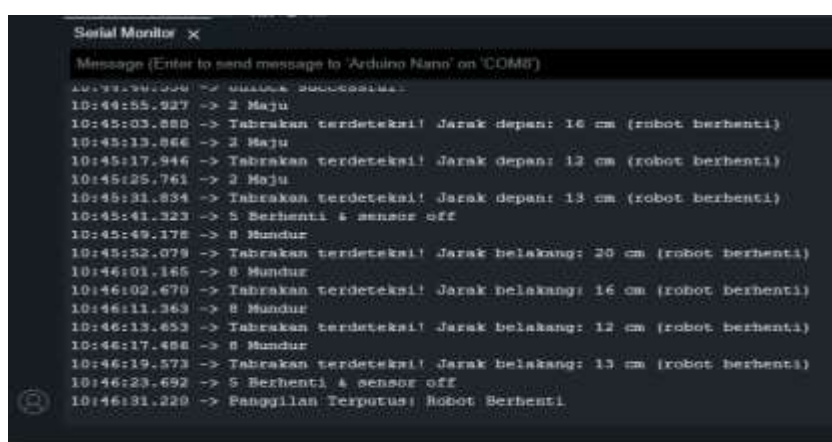 Serial Monitor ×
Message (Enter to send message to 'Arduino Nano' on 'COM8')
-> unlock successful!
10:44:55.927 -> 2 Maju
10:45:03.880 -> Tabrakan terdeteksi! Jarak depan: 16 cm (robot berhenti)
10:45:13.866 -> 2 Maju
10:45:17.946 -> Tabrakan terdeteksi! Jarak depan: 12 cm (robot berhenti)
10:45:25.761 -> 2 Maju
10:45:31.834 -> Tabrakan terdeteksi! Jarak depan: 13 cm (robot berhenti)
10:45:41.323 -> 5 Berhenti & sensor off
10:45:49.178 -> 8 Mundur
10:45:52.079 -> Tabrakan terdeteksi! Jarak belakang: 20 cm (robot berhenti)
10:46:01.165 -> 8 Mundur
10:46:02.670 -> Tabrakan terdeteksi! Jarak belakang: 16 cm (robot berhenti)
10:46:11.363 -> 8 Mundur
10:46:13.653 -> Tabrakan terdeteksi! Jarak belakang: 12 cm (robot berhenti)
10:46:17.486 -> 8 Mundur
10:46:19.573 -> Tabrakan terdeteksi! Jarak belakang: 13 cm (robot berhenti)
10:46:23.692 -> 5 Berhenti & sensor off
10:46:31.220 -> Panggilan Terputus: Robot Berhenti